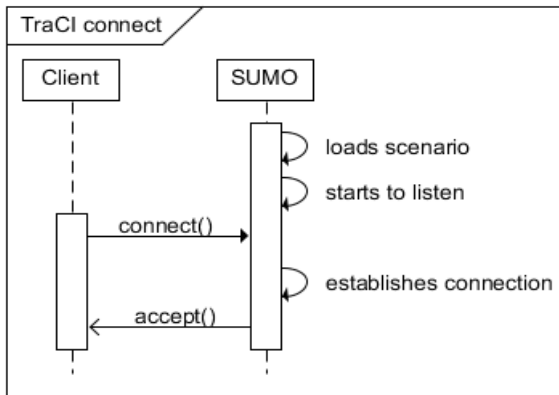 TraCI connect
Client
SUMO
loads scenario
starts to listen
connect()
establishes connection
accept()